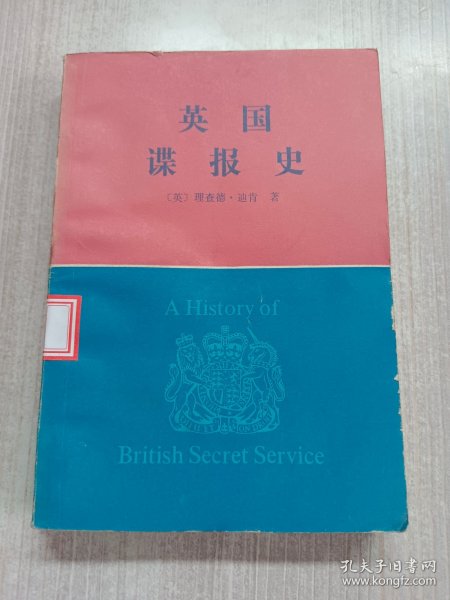 英国
谍报史
〔英〕理查德·迪肯 著
A History of
British Secret Service
孔夫子旧书网
www.kongfz.com